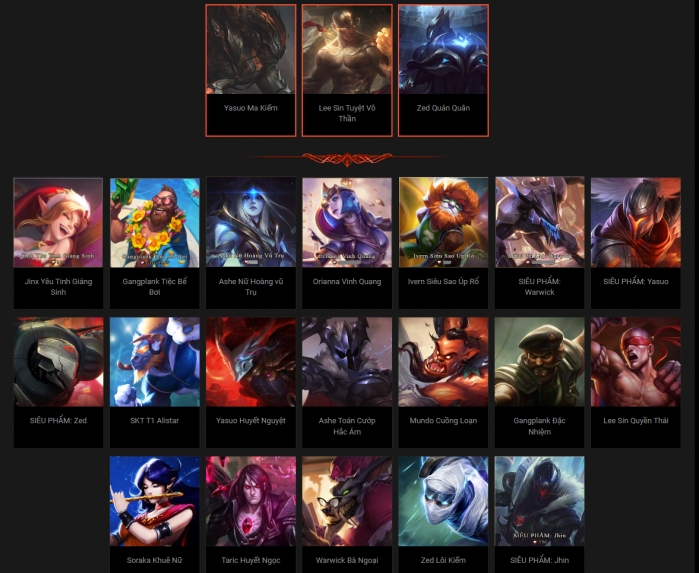 Yasuo Ma Kiếm
Lee Sin Tuyệt Vô
Thần
Zed Quán Quân
Jinx Yêu Tinh Giáng
Sinh
Gangplank Tiệc Bể
Bơi
Ashe Nữ Hoàng vũ
Trụ
Orianna Vinh Quang
Ivern Siêu Sao Úp Rổ
SIÊU PHẨM:
Warwick
SIÊU PHẨM: Yasuo
SIÊU PHẨM: Zed
SKT T1 Alistar
Yasuo Huyết Nguyệt
Ashe Toán Cướp
Hắc Ám
Mundo Cuồng Loạn
Gangplank Đặc
Nhiệm
Lee Sin Quyền Thái
Soraka Khuê Nữ
Taric Huyết Ngọc
Warwick Bà Ngoại
Zed Lôi Kiếm
SIÊU PHẨM: Jhin
SIÊU PHẨM: Jhin